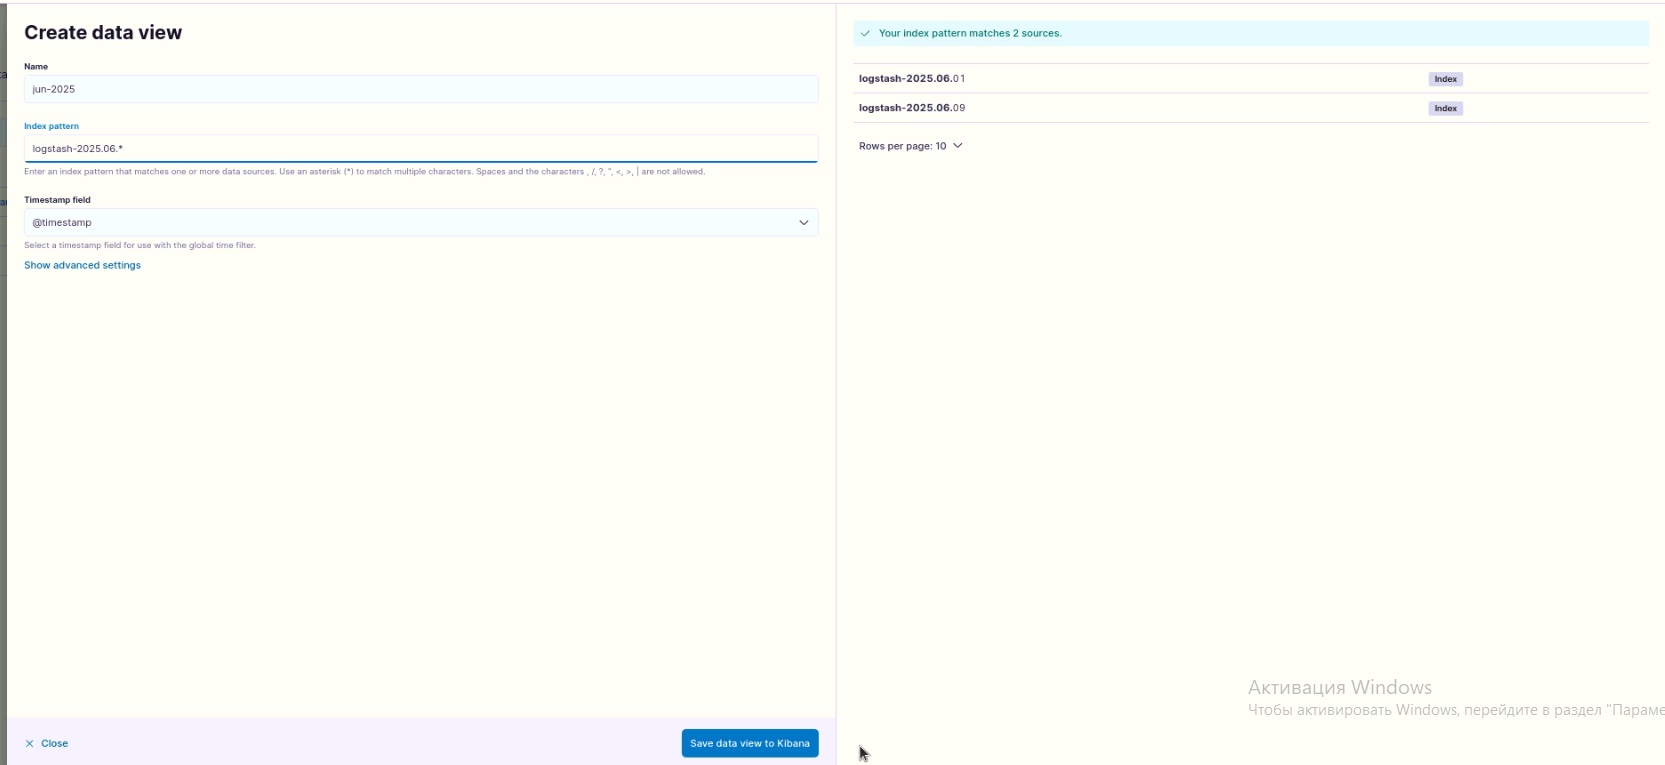 Create data view
Name
jun-2025
Index pattern
logstash-2025.06.*
Enter an index pattern that matches one or more data sources. Use an asterisk (*) to match multiple characters. Spaces and the characters , /, ?, ", <, >, | are not allowed.
Timestamp field
@timestamp
Select a timestamp field for use with the global time filter.
Show advanced settings
Close
Save data view to Kibana
Your index pattern matches 2 sources.
logstash-2025.06.01 Index
logstash-2025.06.09 Index
Rows per page: 10
Активация Windows
Чтобы активировать Windows, перейдите в раздел "Параме